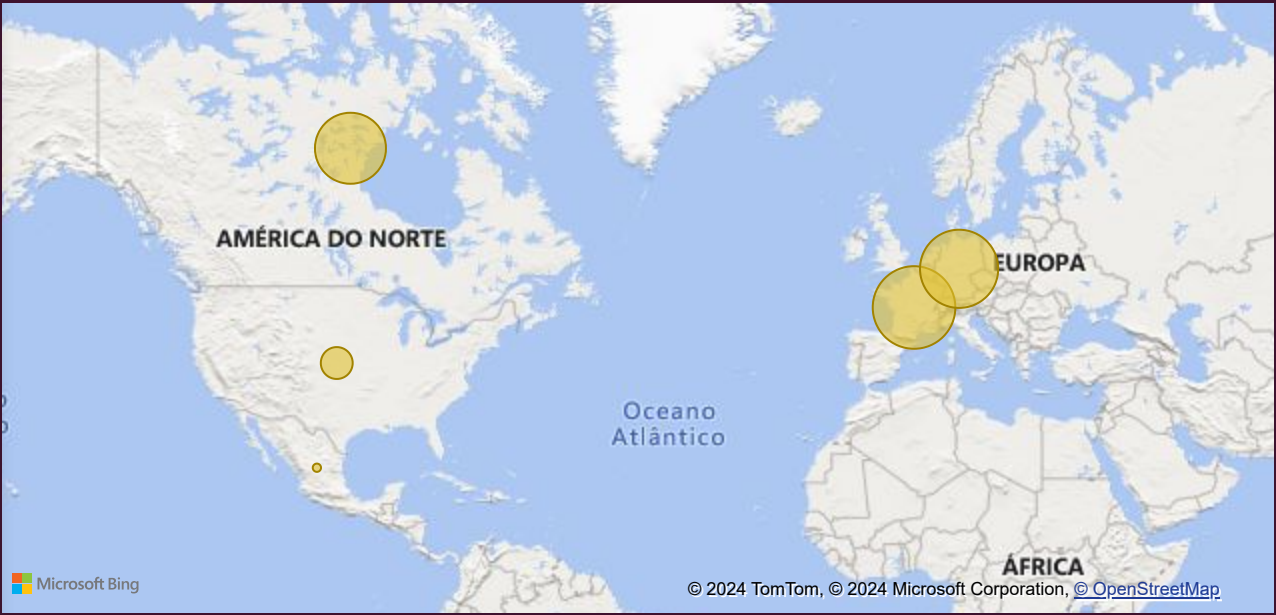 AMÉRICA DO NORTE
EUROPA
Oceano
Atlântico
ÁFRICA
Microsoft Bing
© 2024 TomTom, © 2024 Microsoft Corporation, © OpenStreetMap